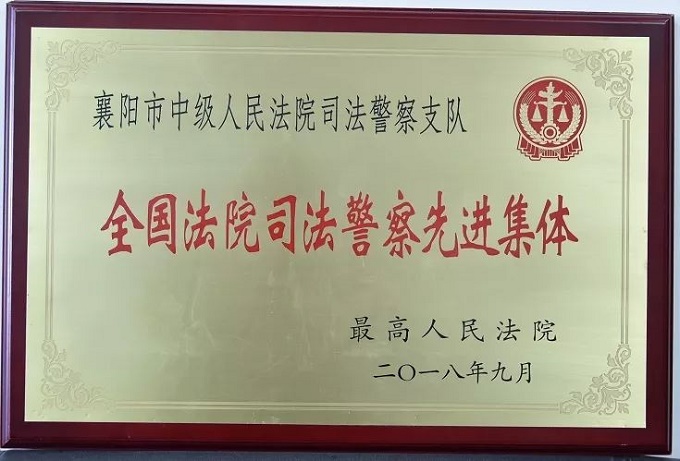 襄阳市中级人民法院司法警察支队
全国法院司法警察先进集体
最高人民法院
二〇一八年九月